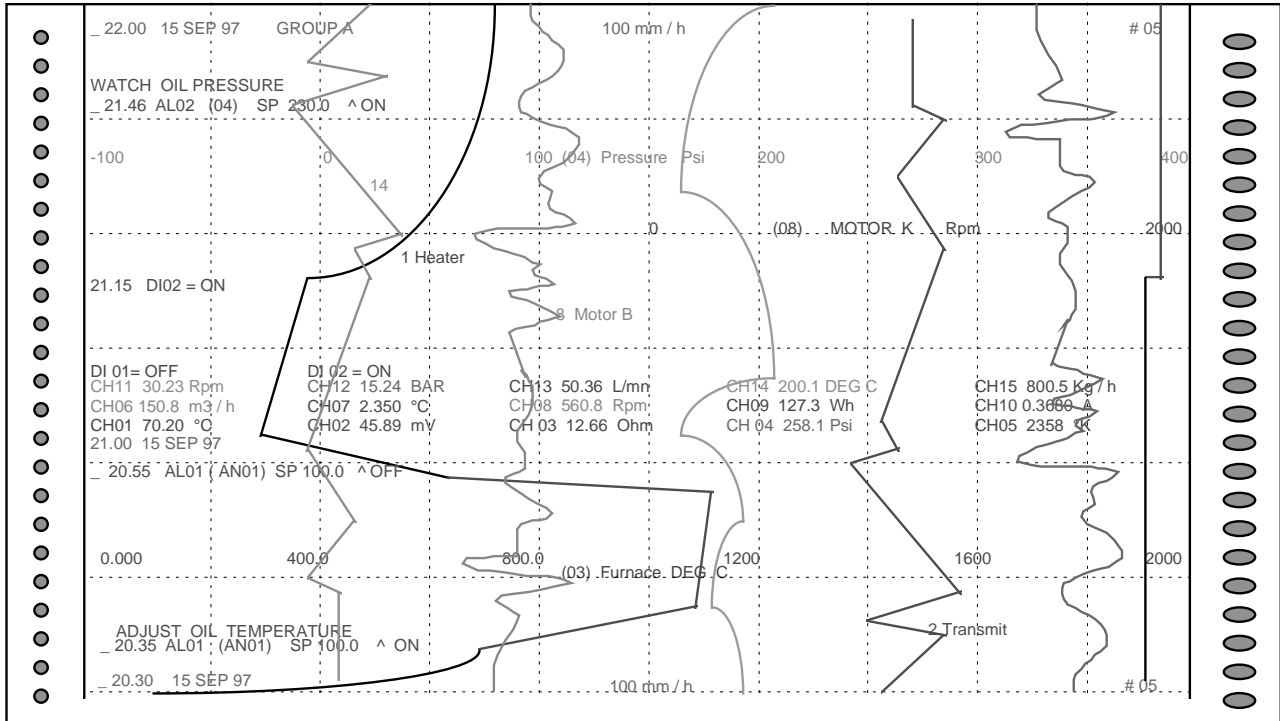 _ 22.00 15 SEP 97 GROUP A 100 mm / h # 05
WATCH OIL PRESSURE
_ 21.46 AL02 (04) SP 230.0 ^ ON
-100 0 100 (04) Pressure Psi 200 300 400
14
0 (08) MOTOR K Rpm 2000
1 Heater
21.15 DI02 = ON
8 Motor B
DI 01= OFF DI 02 = ON
CH11 30.23 Rpm CH12 15.24 BAR CH13 50.36 L/mn CH14 200.1 DEG C CH15 800.5 Kg / h
CH06 150.8 m3 / h CH07 2.350 °C CH08 560.8 Rpm CH09 127.3 Wh CH10 0.3680 A
CH01 70.20 °C CH02 45.89 mV CH 03 12.66 Ohm CH 04 258.1 Psi CH05 2358 °K
21.00 15 SEP 97
_ 20.55 AL01 ( AN01) SP 100.0 ^ OFF
0.000 400.0 800.0 1200 1600 2000
(03) Furnace DEG C
2 Transmit
ADJUST OIL TEMPERATURE
_ 20.35 AL01 (AN01) SP 100.0 ^ ON
_ 20.30 15 SEP 97 100 mm / h # 05